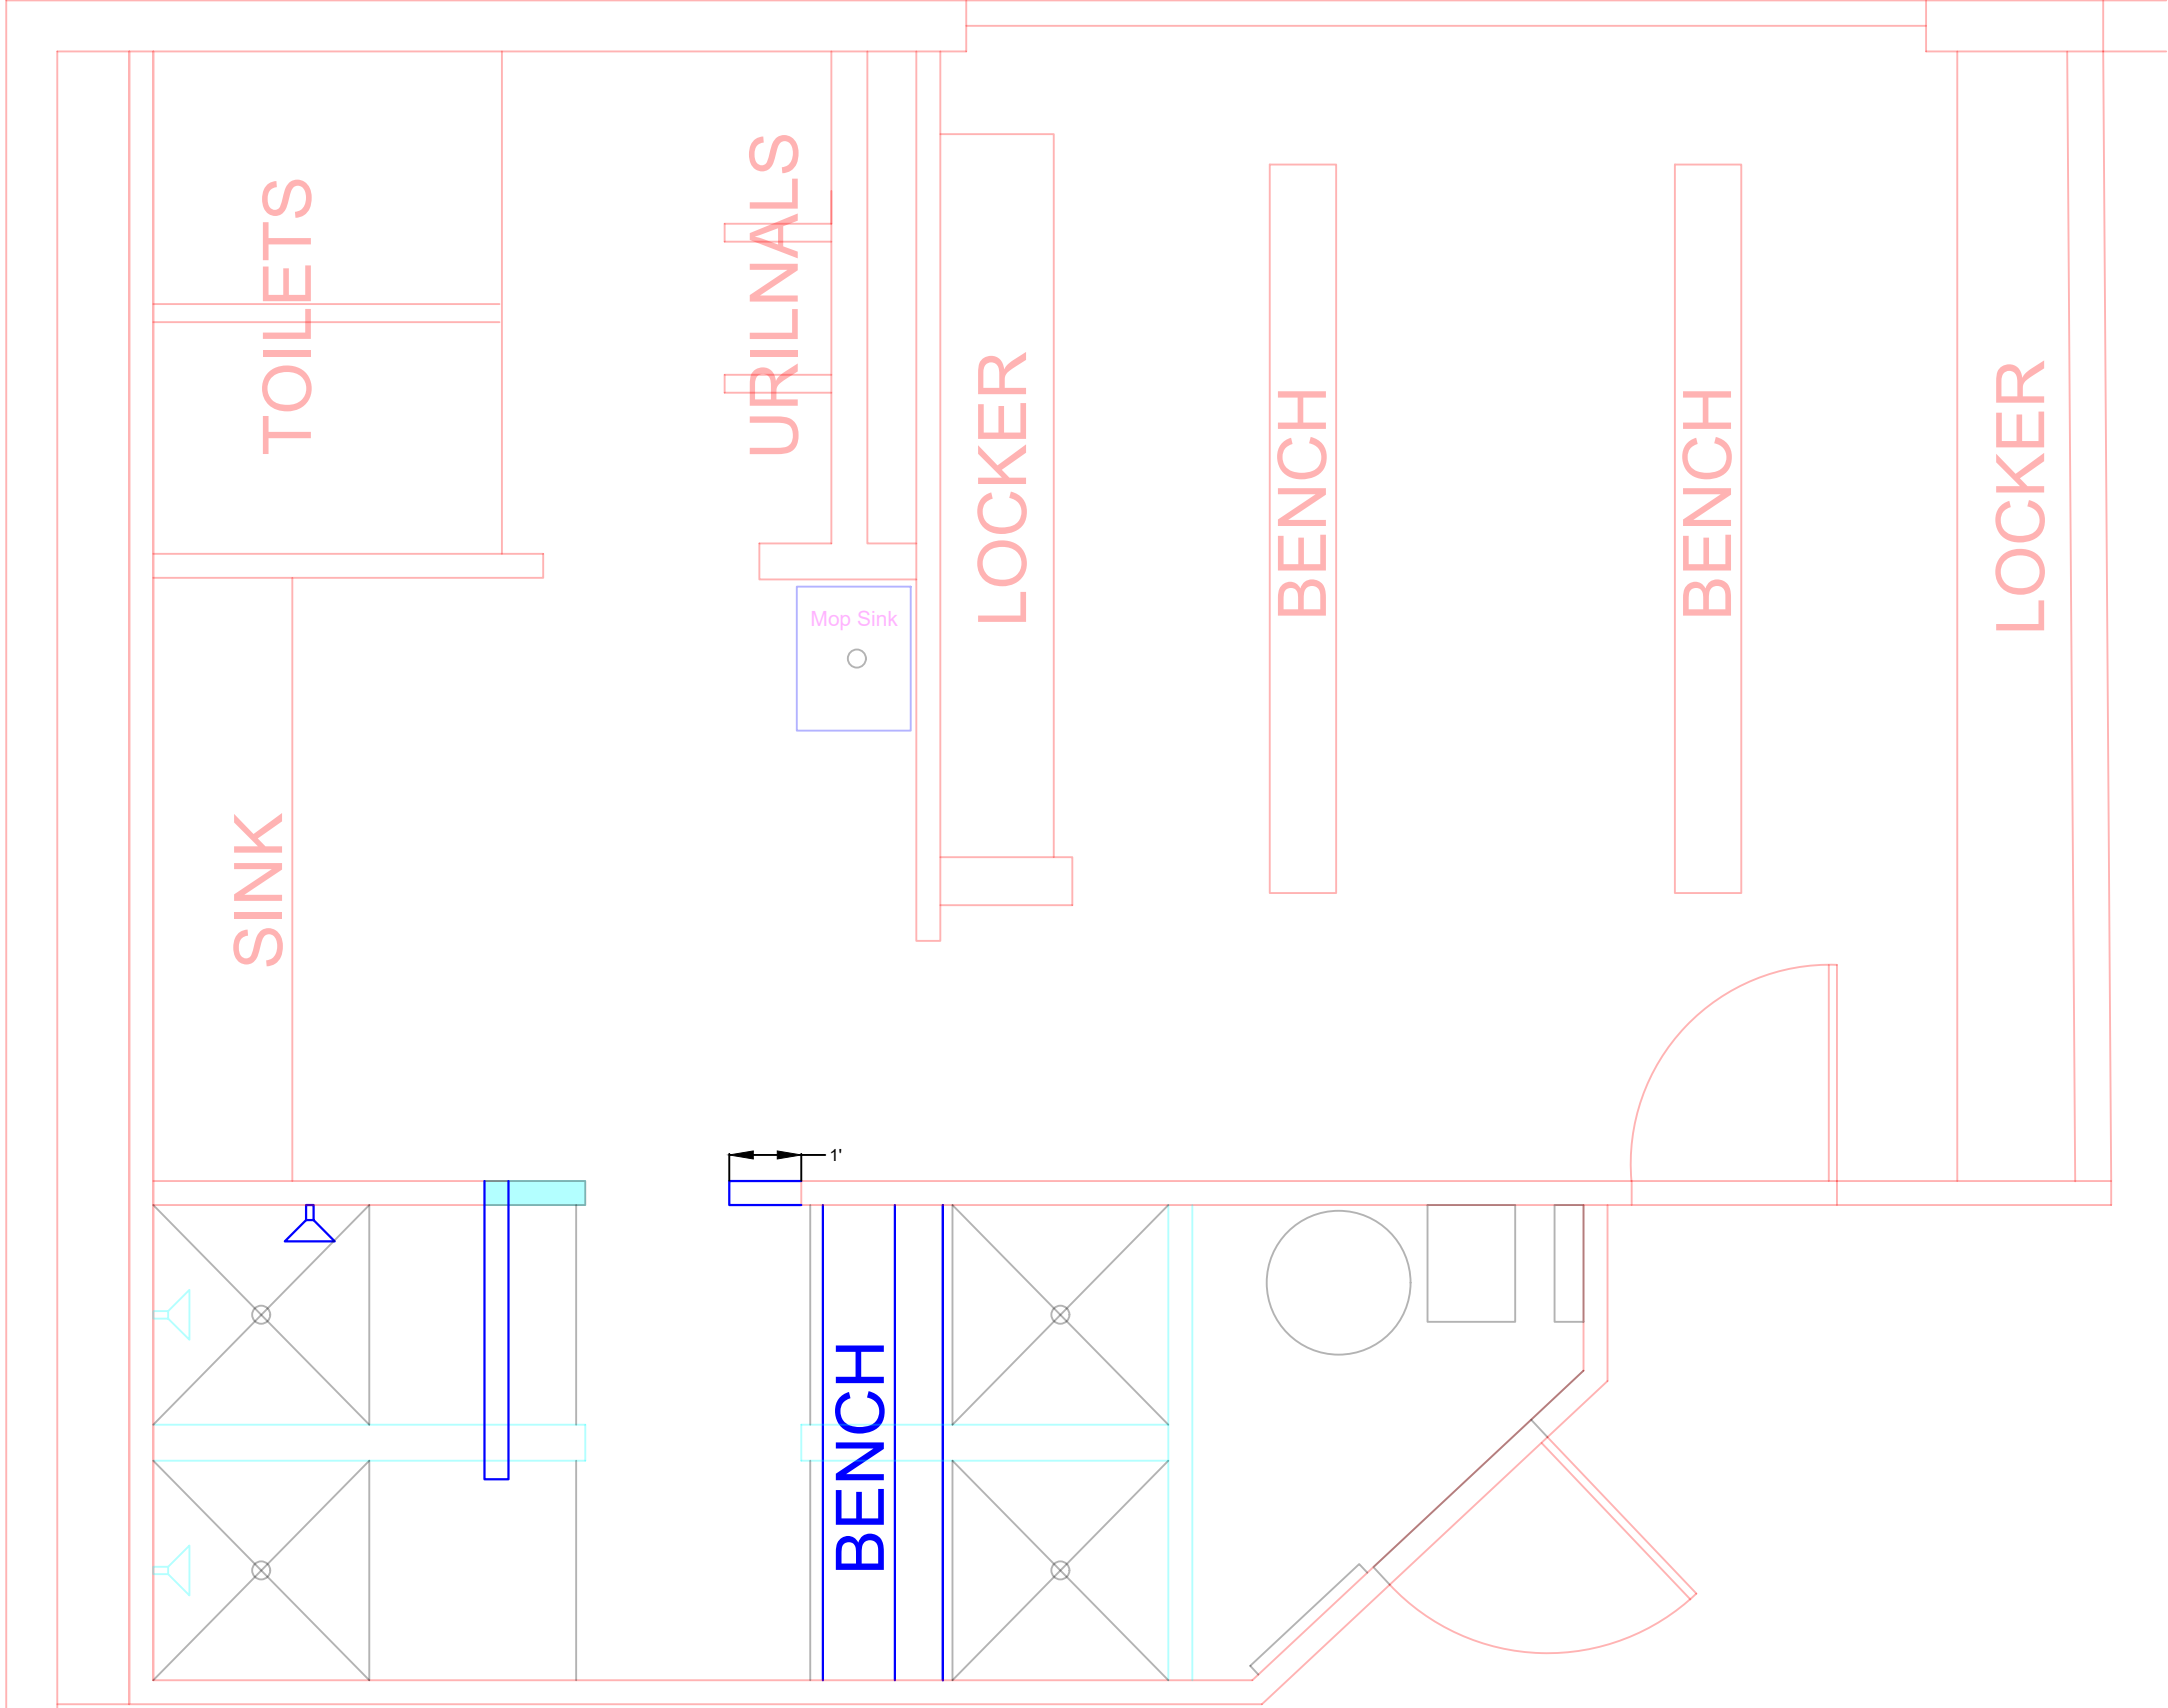 TOILETS
URILNALS
LOCKER
BENCH
BENCH
LOCKER
Mop Sink
SINK
1'
BENCH